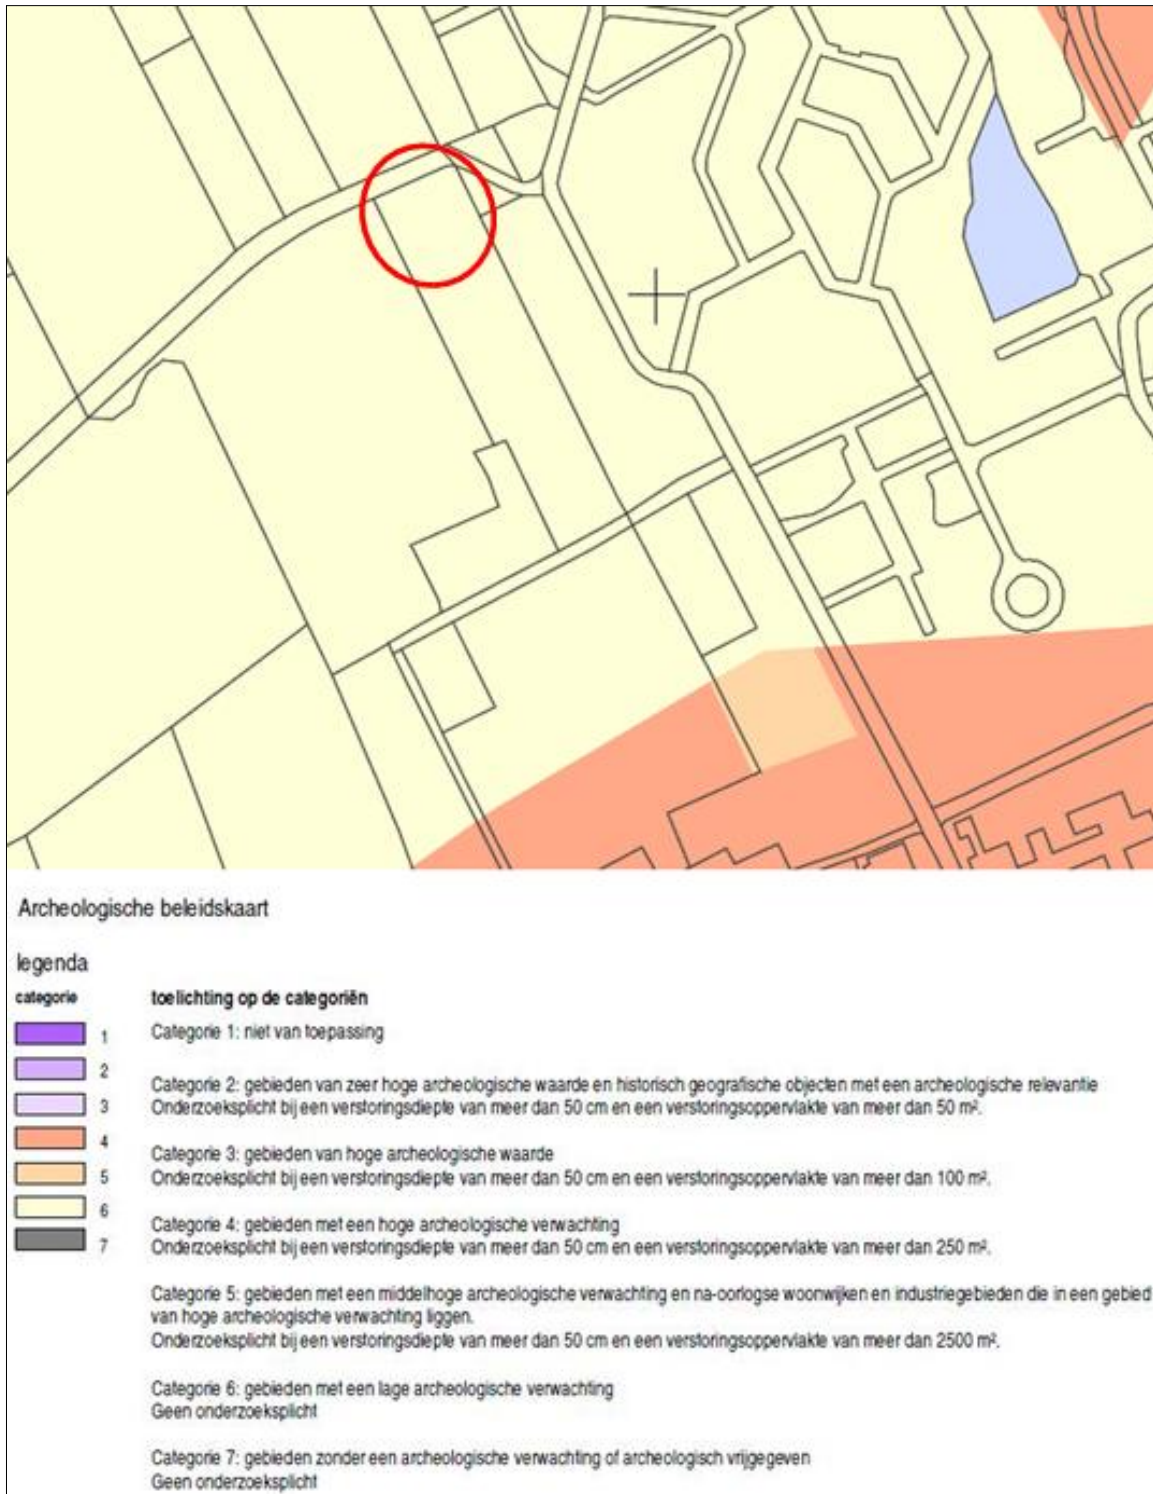 Archeologische beleidskaart
legenda
categorie
toelichting op de categoriën
1
2
3
4
5
6
7
Categorie 1: niet van toepassing
Categorie 2: gebieden van zeer hoge archeologische waarde en historisch geografische objecten met een archeologische relevantie
Onderzoeksplicht bij een verstoringsdiepte van meer dan 50 cm en een verstoringsoppervlakte van meer dan 50 m².
Categorie 3: gebieden van hoge archeologische waarde
Onderzoeksplicht bij een verstoringsdiepte van meer dan 50 cm en een verstoringsoppervlakte van meer dan 100 m².
Categorie 4: gebieden met een hoge archeologische verwachting
Onderzoeksplicht bij een verstoringsdiepte van meer dan 50 cm en een verstoringsoppervlakte van meer dan 250 m².
Categorie 5: gebieden met een middelhoge archeologische verwachting en na-oorlogse woonwijken en industriegebieden die in een gebied
van hoge archeologische verwachting liggen.
Onderzoeksplicht bij een verstoringsdiepte van meer dan 50 cm en een verstoringsoppervlakte van meer dan 2500 m².
Categorie 6: gebieden met een lage archeologische verwachting
Geen onderzoeksplicht
Categorie 7: gebieden zonder een archeologische verwachting of archeologisch vrijgegeven
Geen onderzoeksplicht